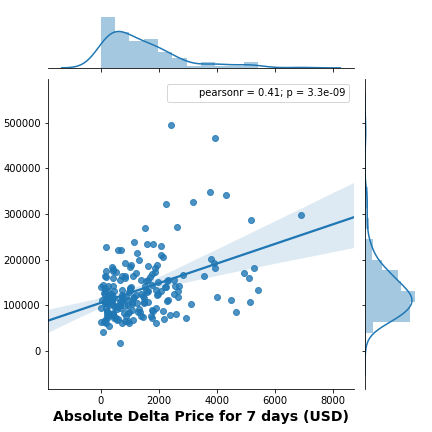 pearsonr = 0.41; p = 3.3e-09
500000
400000
300000
200000
100000
0
0 2000 4000 6000 8000
Absolute Delta Price for 7 days (USD)